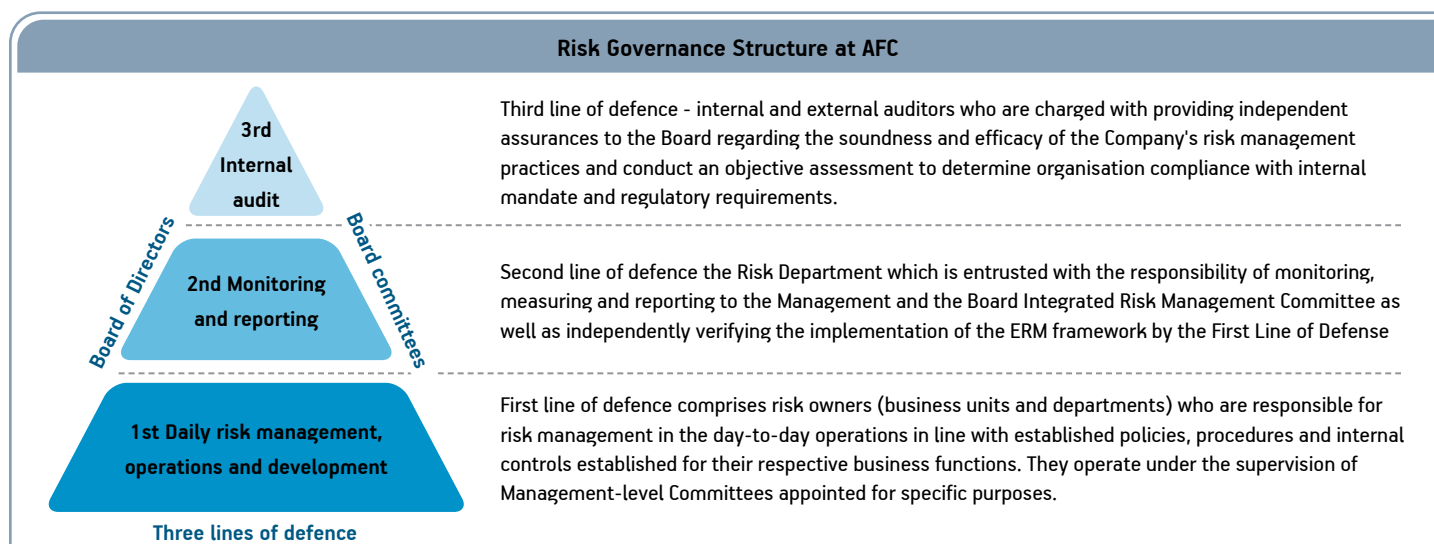 Risk Governance Structure at AFC
3rd
Internal
audit
Third line of defence - internal and external auditors who are charged with providing independent
assurances to the Board regarding the soundness and efficacy of the Company's risk management
practices and conduct an objective assessment to determine organisation compliance with internal
mandate and regulatory requirements.
Board of Directors
Board committees
2nd Monitoring
and reporting
Second line of defence the Risk Department which is entrusted with the responsibility of monitoring,
measuring and reporting to the Management and the Board Integrated Risk Management Committee as
well as independently verifying the implementation of the ERM framework by the First Line of Defense
1st Daily risk management,
operations and development
First line of defence comprises risk owners (business units and departments) who are responsible for
risk management in the day-to-day operations in line with established policies, procedures and internal
controls established for their respective business functions. They operate under the supervision of
Management-level Committees appointed for specific purposes.
Three lines of defence